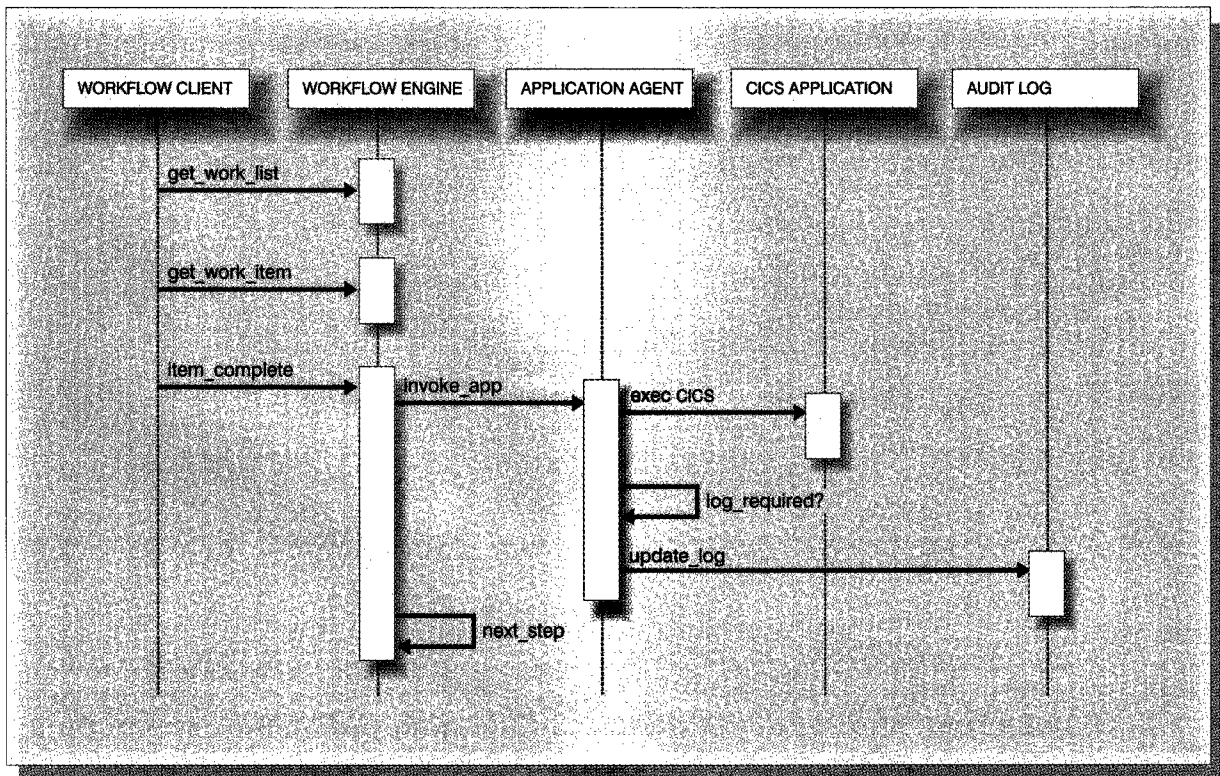 WORKFLOW CLIENT
WORKFLOW ENGINE
APPLICATION AGENT
CICS APPLICATION
AUDIT LOG
get_work_list
get_work_item
item_complete
invoke_app
exec CICS
log_required?
update_log
next_step